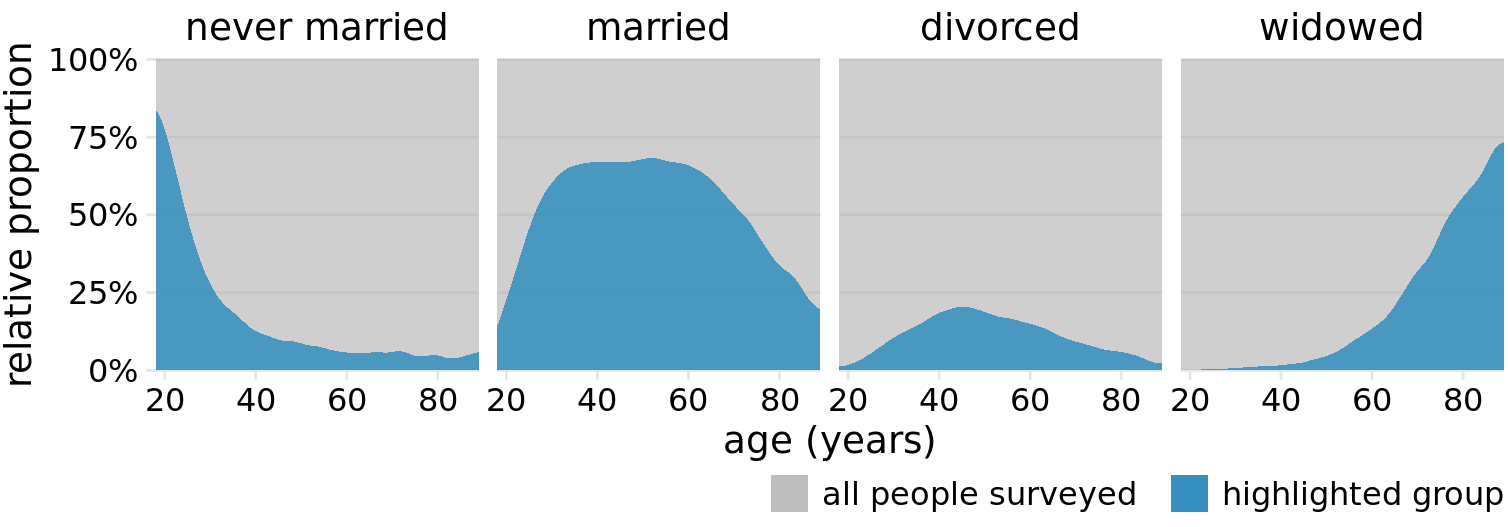 never married married divorced widowed
relative proportion
100%
75%
50%
25%
0%
20 40 60 80 20 40 60 80 20 40 60 80 20 40 60 80
age (years)
all people surveyed highlighted group